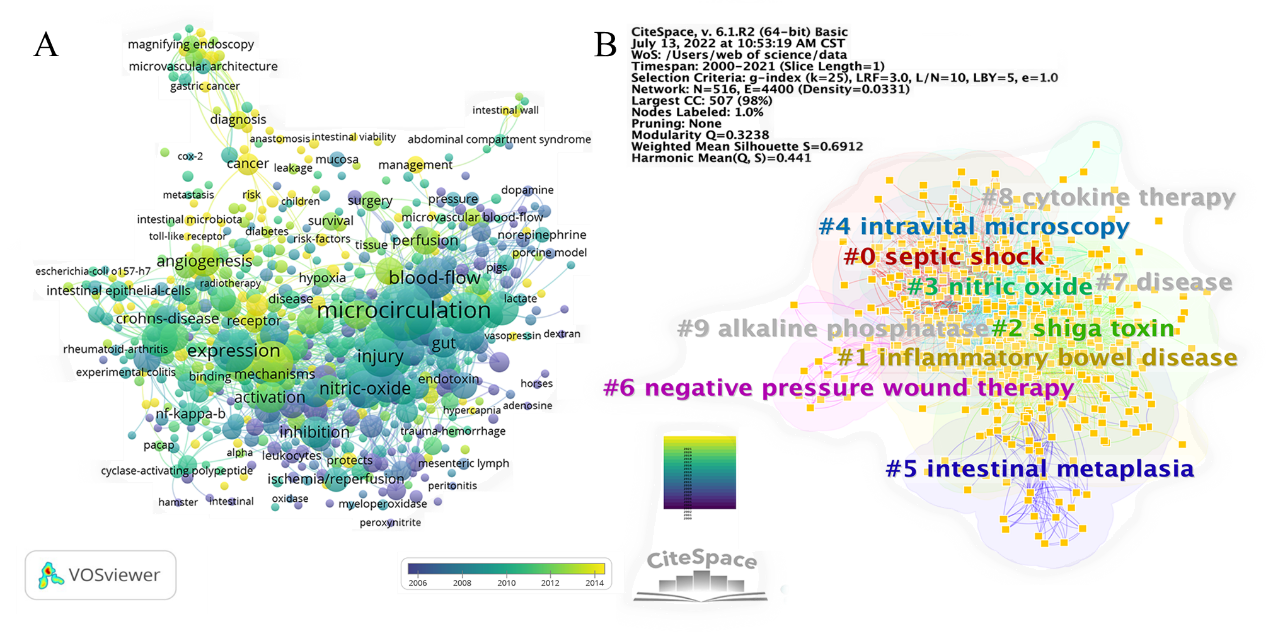 A
magnifying endoscopy
microvascular architecture
gastric cancer
intestinal wall
diagnosis
anastomosis intestinal viability
abdominal compartment syndrome
cox-2
cancer
leakage
mucosa
management
metastasis
risk
children
surgery
pressure
dopamine
intestinal microbiota
survival
microvascular blood-flow
toll-like receptor
diabetes
risk-factors
tissue
perfusion
norepinephrine
porcine model
angiogenesis
escherichia-coli o157-h7
radiotherapy
hypoxia
blood-flow
pigs
intestinal epithelial-cells
disease
lactate
crohns-disease
receptor
microcirculation
vasopressin
dextran
rheumatoid-arthritis
expression
injury
gut
experimental colitis
binding
mechanisms
nitric-oxide
endotoxin
horses
activation
adenosine
nf-kappa-b
hypercapnia
inhibition
trauma-hemorrhage
pacap
alpha
leukocytes
protects
mesenteric lymph
cyclase-activating polypeptide
ischemia/reperfusion
peritonitis
hamster
intestinal
oxidase
myeloperoxidase
peroxynitrite
VOSviewer
2006 2008 2010 2012 2014
B
CiteSpace, v. 6.1.R2 (64-bit) Basic
July 13, 2022 at 10:53:19 AM CST
WoS: /Users/web of science/data
Timespan: 2000-2021 (Slice Length=1)
Selection Criteria: g-index (k=25), LRF=3.0, L/N=10, LBY=5, e=1.0
Network: N=516, E=4400 (Density=0.0331)
Largest CC: 507 (98%)
Nodes Labeled: 1.0%
Pruning: None
Modularity Q=0.3238
Weighted Mean Silhouette S=0.6912
Harmonic Mean(Q, S)=0.441
#8 cytokine therapy
#4 intravital microscopy
#0 septic shock
#3 nitric oxide
#7 disease
#9 alkaline phosphatase
#2 shiga toxin
#1 inflammatory bowel disease
#6 negative pressure wound therapy
#5 intestinal metaplasia
CiteSpace